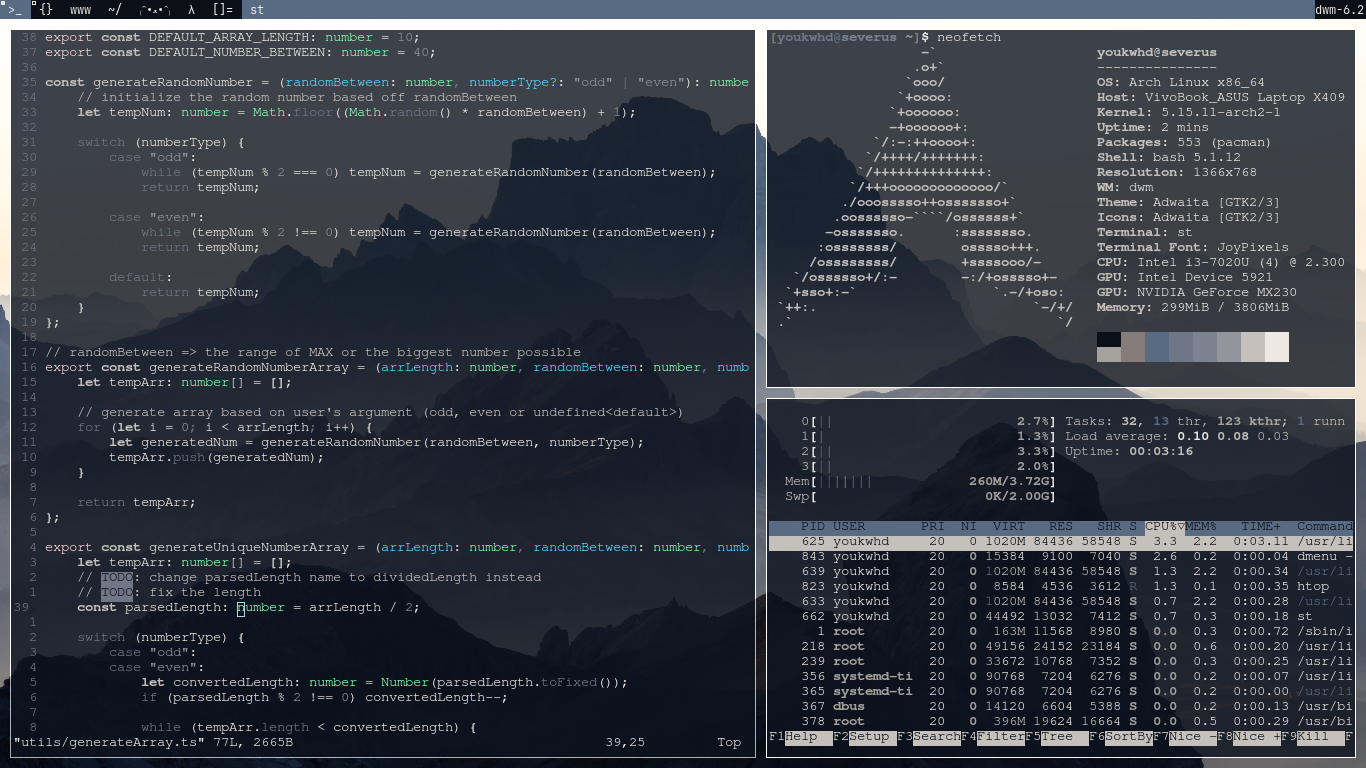 >_ {} www ~/ λ []= st dwm-6.2
38 export const DEFAULT_ARRAY_LENGTH: number = 10;
37 export const DEFAULT_NUMBER_BETWEEN: number = 40;
36
35 const generateRandomNumber = (randomBetween: number, numberType?: "odd" | "even"): numbe
34     // initialize the random number based off randomBetween
33     let tempNum: number = Math.floor((Math.random() * randomBetween) + 1);
32
31     switch (numberType) {
30         case "odd":
29             while (tempNum % 2 === 0) tempNum = generateRandomNumber(randomBetween);
28             return tempNum;
27
26         case "even":
25             while (tempNum % 2 !== 0) tempNum = generateRandomNumber(randomBetween);
24             return tempNum;
23
22         default:
21             return tempNum;
20     }
19 };
18
17 // randomBetween => the range of MAX or the biggest number possible
16 export const generateRandomNumberArray = (arrLength: number, randomBetween: number, numb
15     let tempArr: number[] = [];
14
13     // generate array based on user's argument (odd, even or undefined<default>)
12     for (let i = 0; i < arrLength; i++) {
11         let generatedNum = generateRandomNumber(randomBetween, numberType);
10         tempArr.push(generatedNum);
9     }
8
7     return tempArr;
6 };
5
4 export const generateUniqueNumberArray = (arrLength: number, randomBetween: number, numb
3     let tempArr: number[] = [];
2     // TODO: change parsedLength name to dividedLength instead
1     // TODO: fix the length
39     const parsedLength: number = arrLength / 2;
1
2     switch (numberType) {
3         case "odd":
4         case "even":
5             let convertedLength: number = Number(parsedLength.toFixed());
6             if (parsedLength % 2 !== 0) convertedLength--;
7
8             while (tempArr.length < convertedLength) {
"utils/generateArray.ts" 77L, 2665B 39,25 Top
[youkwhd@severus ~]$ neofetch
-`
.o+`
`ooo/
`+oooo:
`+oooooo:
-+oooooo+:
`/:-:++oooo+:
`/++++/+++++++:
`/++++++++++++++:
`/+++ooooooooooooo/`
./ooosssso++osssssso+`
.oossssso-````/ossssss+`
-osssssso.      :ssssssso.
:osssssss/        osssso+++.
/ossssssss/        +ssssooo/-
`/ossssso+/:-        -:/+osssso+-
`+sso+:-`                 `.-/+oso:
`++:.                           `-/+/
.`                                 `/
youkwhd@severus
---------------
OS: Arch Linux x86_64
Host: VivoBook_ASUS Laptop X409
Kernel: 5.15.11-arch2-1
Uptime: 2 mins
Packages: 553 (pacman)
Shell: bash 5.1.12
Resolution: 1366x768
WM: dwm
Theme: Adwaita [GTK2/3]
Icons: Adwaita [GTK2/3]
Terminal: st
Terminal Font: JoyPixels
CPU: Intel i3-7020U (4) @ 2.300
GPU: Intel Device 5921
GPU: NVIDIA GeForce MX230
Memory: 299MiB / 3806MiB
0[|| 2.7%] Tasks: 32, 13 thr, 123 kthr; 1 runn
1[| 1.3%] Load average: 0.10 0.08 0.03
2[|| 3.3%] Uptime: 00:03:16
3[|| 2.0%]
Mem[||||||| 260M/3.72G]
Swp[ 0K/2.00G]
PID USER PRI NI VIRT RES SHR S CPU%▽MEM% TIME+ Command
625 youkwhd 20 0 1020M 84436 58548 S 3.3 2.2 0:03.11 /usr/li
843 youkwhd 20 0 15384 9100 7040 S 2.6 0.2 0:00.04 dmenu -
639 youkwhd 20 0 1020M 84436 58548 S 1.3 2.2 0:00.34 /usr/li
823 youkwhd 20 0 8584 4536 3612 R 1.3 0.1 0:00.35 htop
633 youkwhd 20 0 1020M 84436 58548 S 0.7 2.2 0:00.28 /usr/li
662 youkwhd 20 0 44492 13032 7412 S 0.7 0.3 0:00.18 st
1 root 20 0 163M 11568 8980 S 0.0 0.3 0:00.72 /sbin/i
218 root 20 0 49156 24152 23184 S 0.0 0.6 0:00.20 /usr/li
239 root 20 0 33672 10768 7352 S 0.0 0.3 0:00.25 /usr/li
356 systemd-ti 20 0 90768 7204 6276 S 0.0 0.2 0:00.07 /usr/li
365 systemd-ti 20 0 90768 7204 6276 S 0.0 0.2 0:00.00 /usr/li
367 dbus 20 0 14120 6604 5388 S 0.0 0.2 0:00.13 /usr/bi
378 root 20 0 396M 19624 16664 S 0.0 0.5 0:00.29 /usr/bi
F1Help F2Setup F3SearchF4FilterF5Tree F6SortByF7Nice -F8Nice +F9Kill F